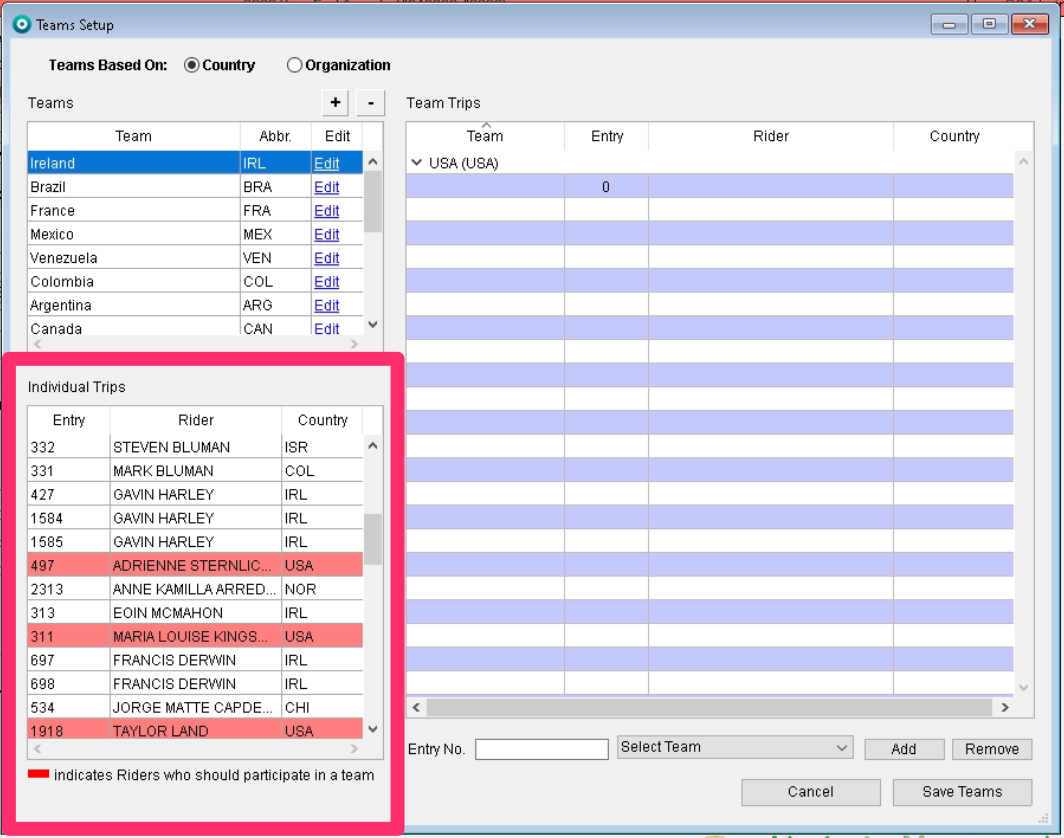 Teams Setup
Teams Based On: Country Organization
Teams + -
Team Abbr. Edit
Ireland IRL Edit
Brazil BRA Edit
France FRA Edit
Mexico MEX Edit
Venezuela VEN Edit
Colombia COL Edit
Argentina ARG Edit
Canada CAN Edit
Individual Trips
Entry Rider Country
332 STEVEN BLUMAN ISR
331 MARK BLUMAN COL
427 GAVIN HARLEY IRL
1584 GAVIN HARLEY IRL
1585 GAVIN HARLEY IRL
497 ADRIENNE STERNLIC... USA
2313 ANNE KAMILLA ARRED... NOR
313 EOIN MCMAHON IRL
311 MARIA LOUISE KINGS... USA
697 FRANCIS DERWIN IRL
698 FRANCIS DERWIN IRL
534 JORGE MATTE CAPDE... CHI
1918 TAYLOR LAND USA
indicates Riders who should participate in a team
Team Trips
Team Entry Rider Country
USA (USA)
0
Entry No. Select Team Add Remove
Cancel Save Teams